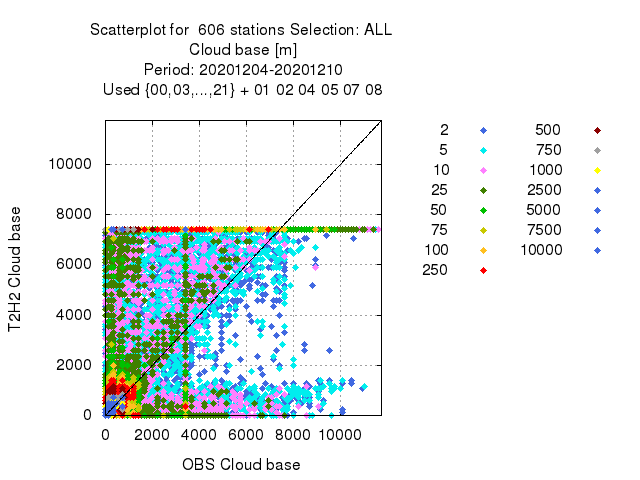 Scatterplot for  606 stations Selection: ALL
Cloud base [m]
Period: 20201204-20201210
Used {00,03,...,21} + 01 02 04 05 07 08
T2H2 Cloud base
10000
8000
6000
4000
2000
0
0 2000 4000 6000 8000 10000
OBS Cloud base
2 500
5 750
10 1000
25 2500
50 5000
75 7500
100 10000
250